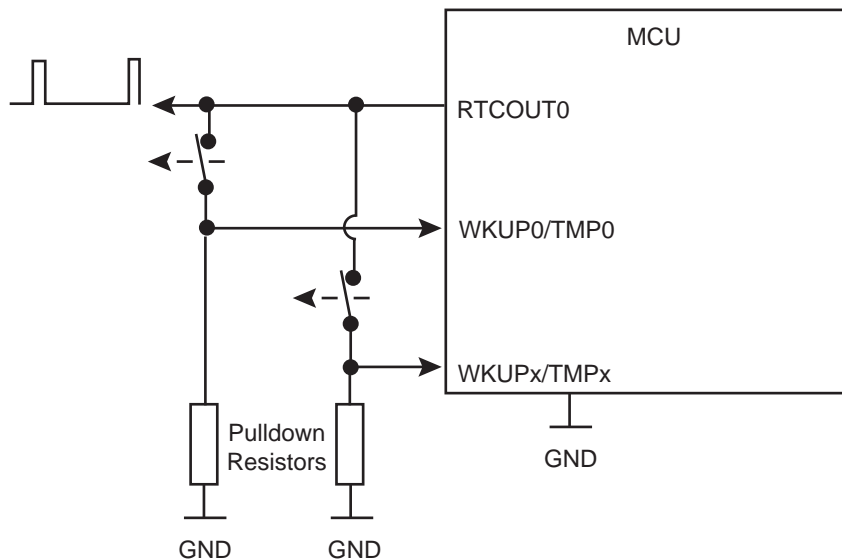 MCU
RTCOUT0
WKUP0/TMP0
WKUPx/TMPx
Pulldown
Resistors
GND
GND
GND